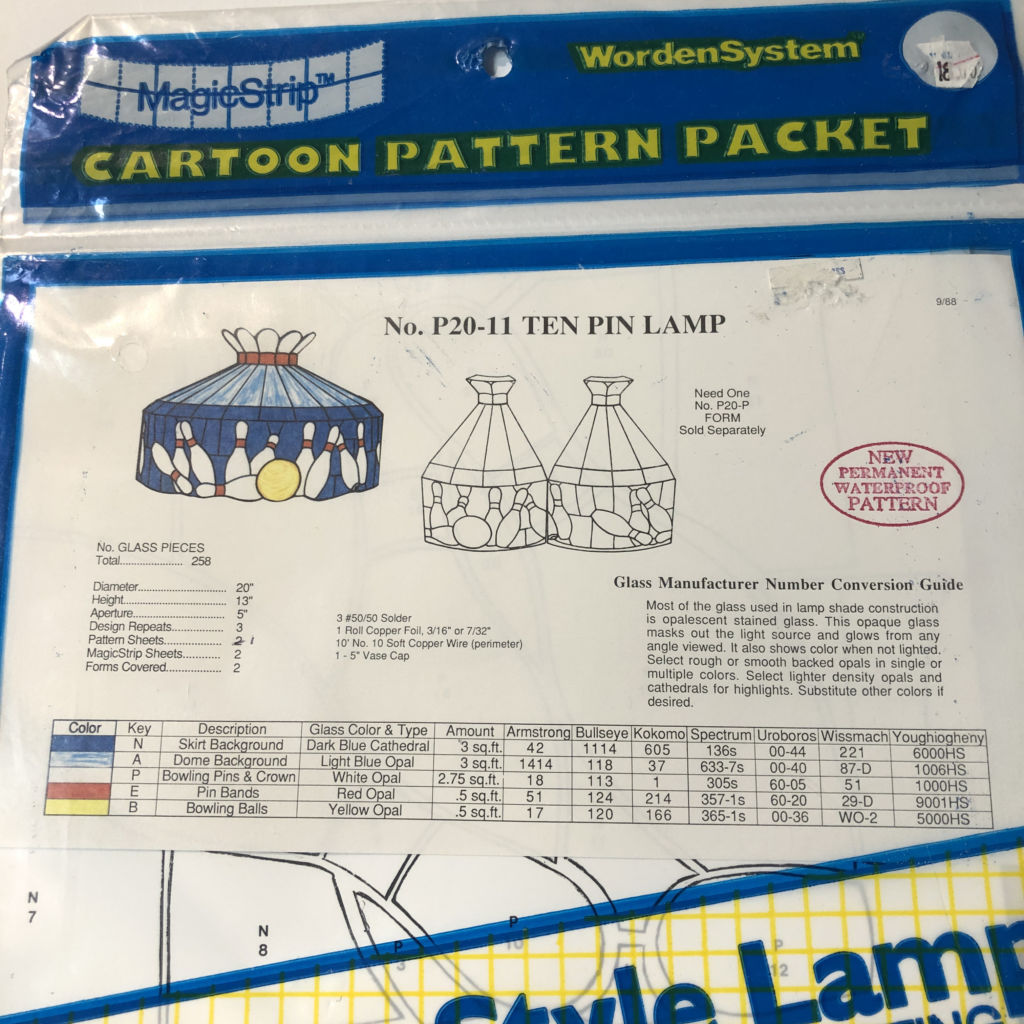 MagicStrip™
WordenSystem
CARTOON PATTERN PACKET
9/88
No. P20-11 TEN PIN LAMP
Need One
No. P20-P
FORM
Sold Separately
NEW
PERMANENT
WATERPROOF
PATTERN
No. GLASS PIECES
Total..................... 258
Diameter.............................. 20"
Height.................................. 13"
Aperture............................... 5"
Design Repeats................... 3
Pattern Sheets.................... 2 1
MagicStrip Sheets............... 2
Forms Covered................... 2
3 #50/50 Solder
1 Roll Copper Foil, 3/16" or 7/32"
10' No. 10 Soft Copper Wire (perimeter)
1 - 5" Vase Cap
Glass Manufacturer Number Conversion Guide
Most of the glass used in lamp shade construction
is opalescent stained glass. This opaque glass
masks out the light source and glows from any
angle viewed. It also shows color when not lighted.
Select rough or smooth backed opals in single or
multiple colors. Select lighter density opals and
cathedrals for highlights. Substitute other colors if
desired.
Color Key Description Glass Color & Type Amount Armstrong Bullseye Kokomo Spectrum Uroboros Wissmach Youghiogheny
N Skirt Background Dark Blue Cathedral 3 sq.ft. 42 1114 605 136s 00-44 221 6000HS
A Dome Background Light Blue Opal 3 sq.ft. 1414 118 37 633-7s 00-40 87-D 1006HS
P Bowling Pins & Crown White Opal 2.75 sq.ft. 18 113 1 305s 60-05 51 1000HS
E Pin Bands Red Opal .5 sq.ft. 51 124 214 357-1s 60-20 29-D 9001HS
B Bowling Balls Yellow Opal .5 sq.ft. 17 120 166 365-1s 00-36 WO-2 5000HS
N
7
N
8
P
3
P
10
P
12
Style Lamp